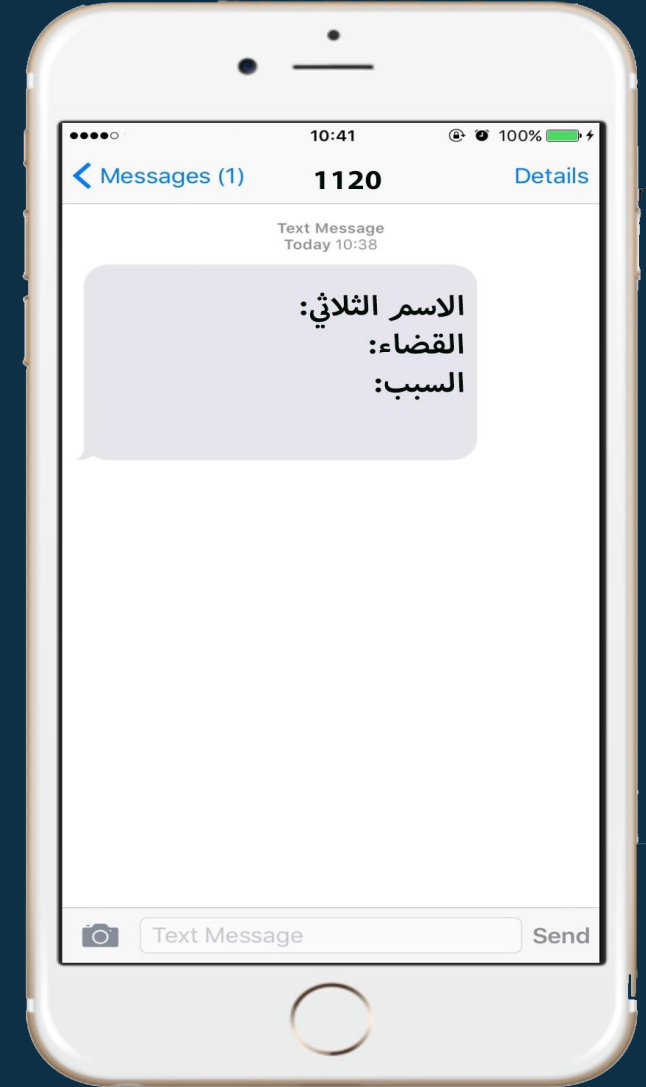 10:41
100%
Messages (1)
1120
Details
Text Message
Today 10:38
الاسم الثلاثي:
القضاء:
السبب:
Text Message
Send